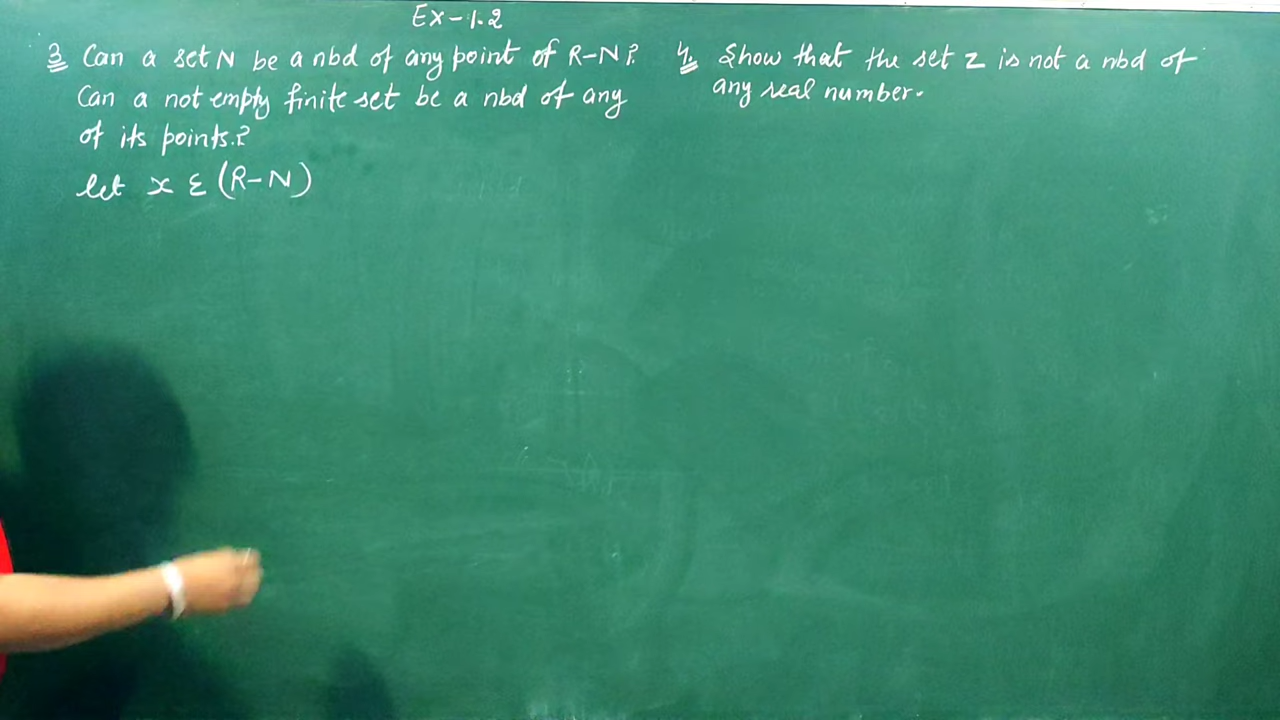 Ex-1.2
3 Can a set N be a nbd of any point of R-N?
Can a not empty finite set be a nbd of any
of its points.?
let x ε (R-N)
4. Show that the set Z is not a nbd of
any real number.